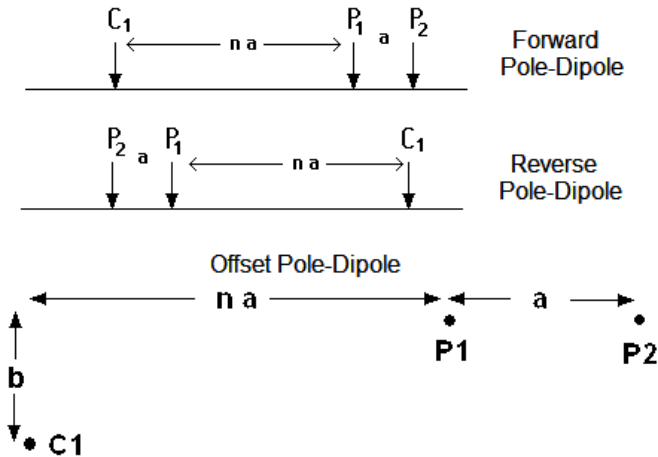 C1 n a P1 a P2
Forward
Pole-Dipole
P2 a P1 n a C1
Reverse
Pole-Dipole
Offset Pole-Dipole
n a a
P1 P2
b
C1